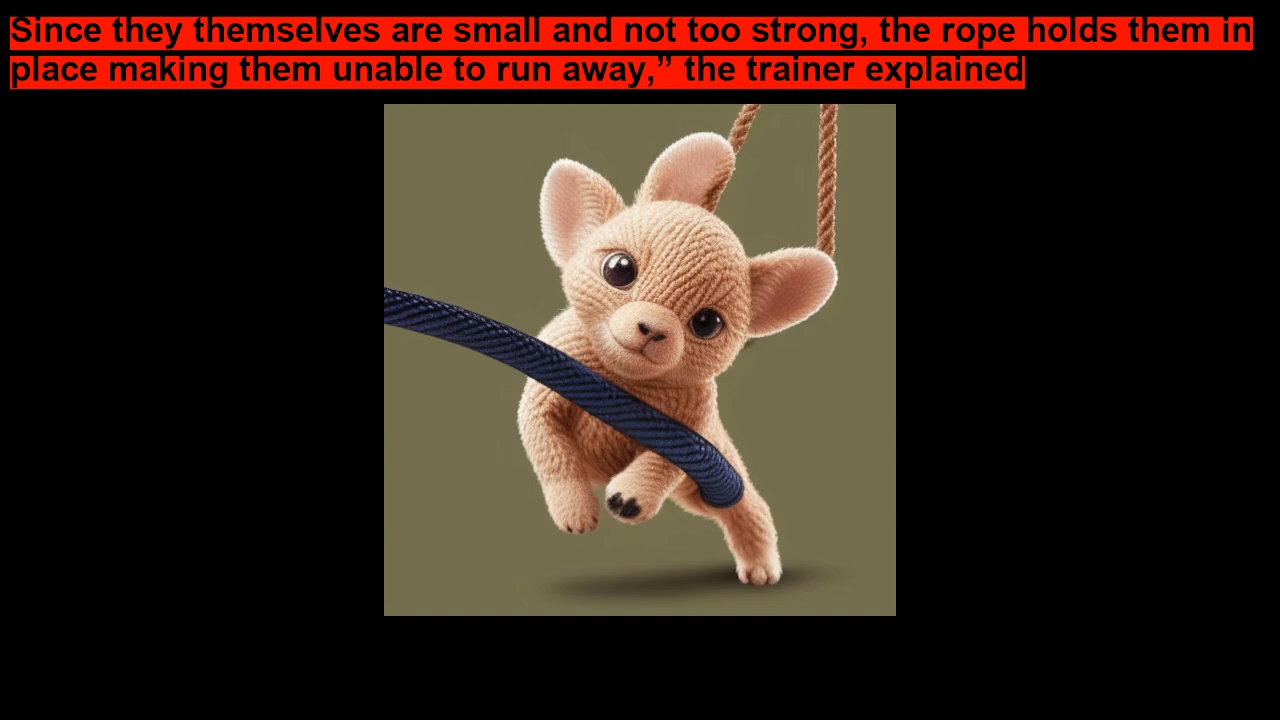 Since they themselves are small and not too strong, the rope holds them in
place making them unable to run away,” the trainer explained